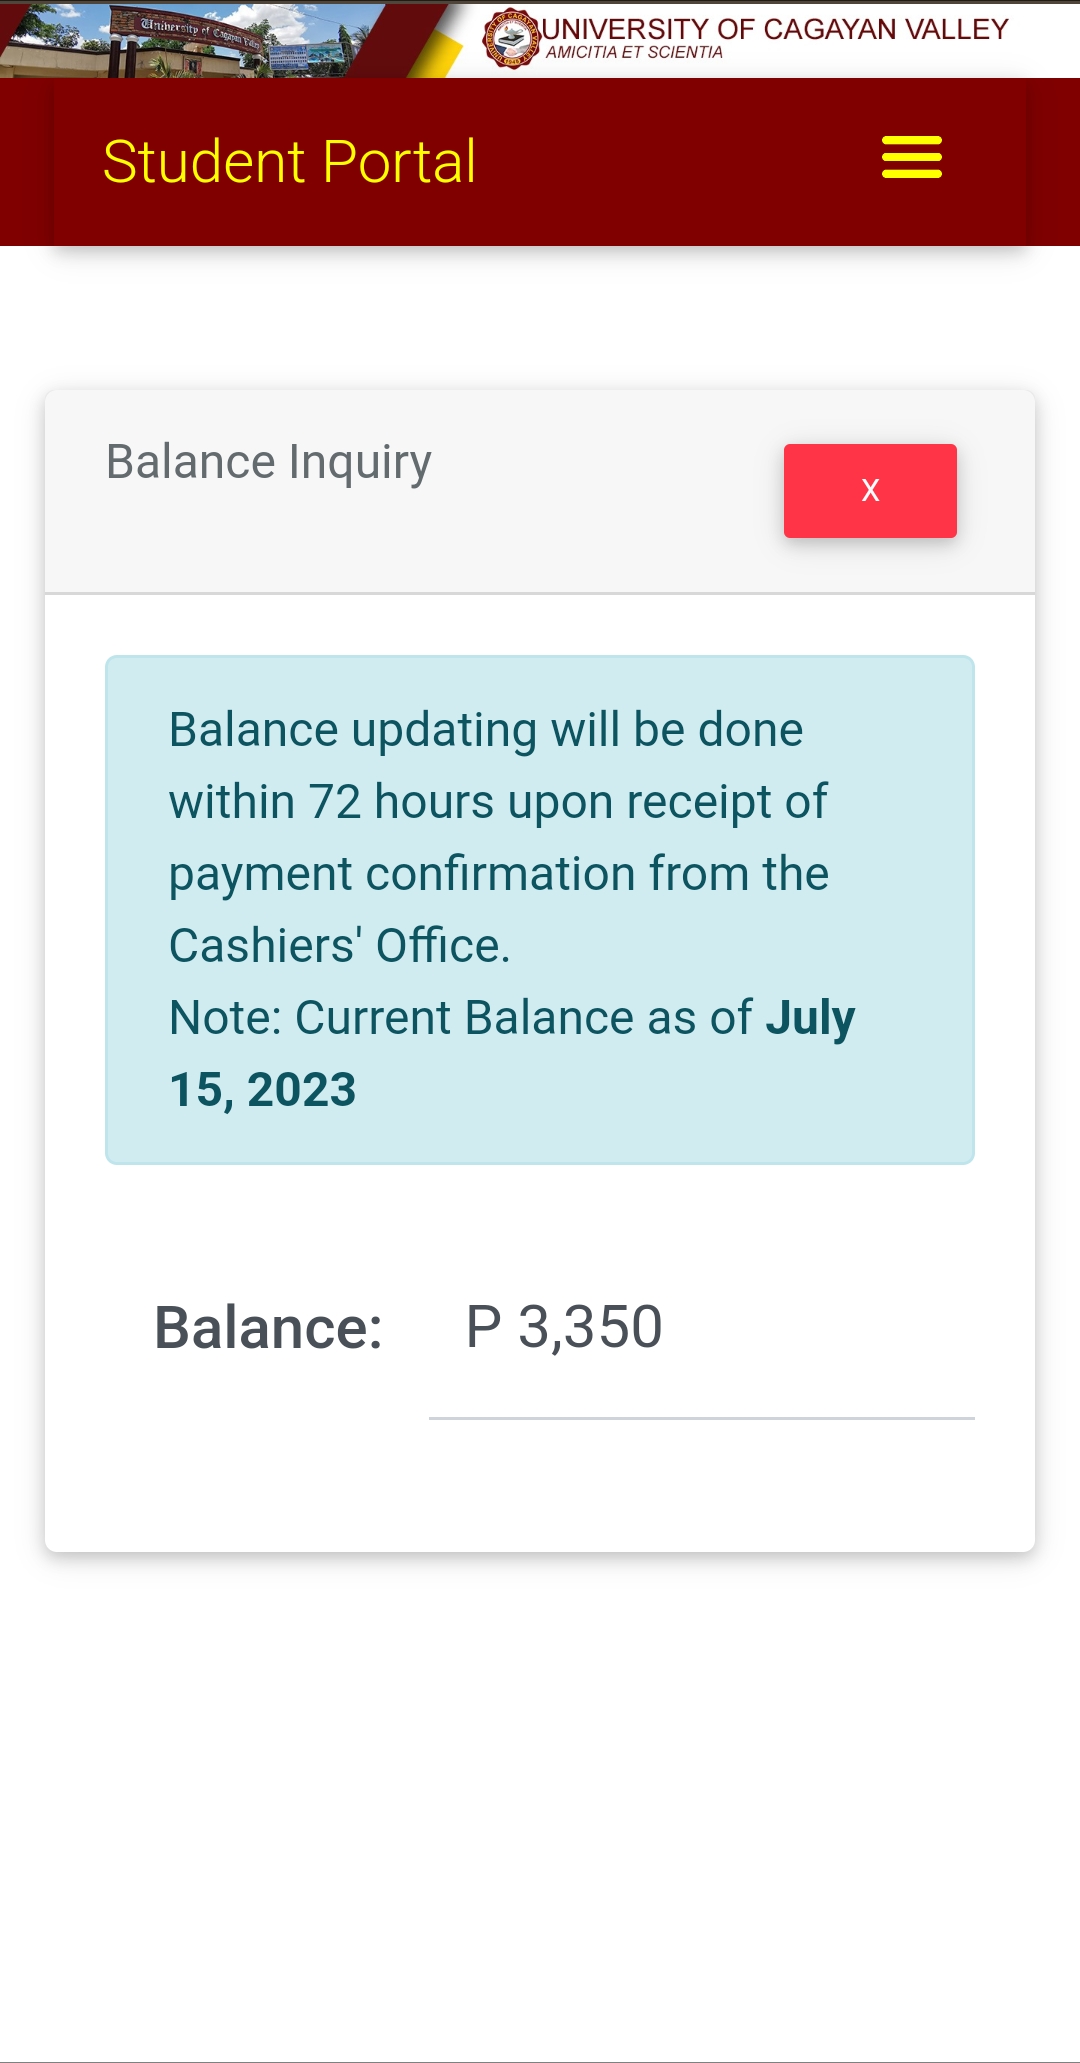 University of Cagayan Valley
UNIVERSITY OF CAGAYAN VALLEY
AMICITIA ET SCIENTIA
Student Portal
Balance Inquiry
X
Balance updating will be done
within 72 hours upon receipt of
payment confirmation from the
Cashiers' Office.
Note: Current Balance as of July
15, 2023
Balance: P 3,350